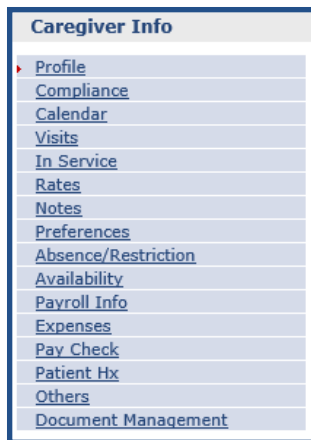 Caregiver Info
Profile
Compliance
Calendar
Visits
In Service
Rates
Notes
Preferences
Absence/Restriction
Availability
Payroll Info
Expenses
Pay Check
Patient Hx
Others
Document Management